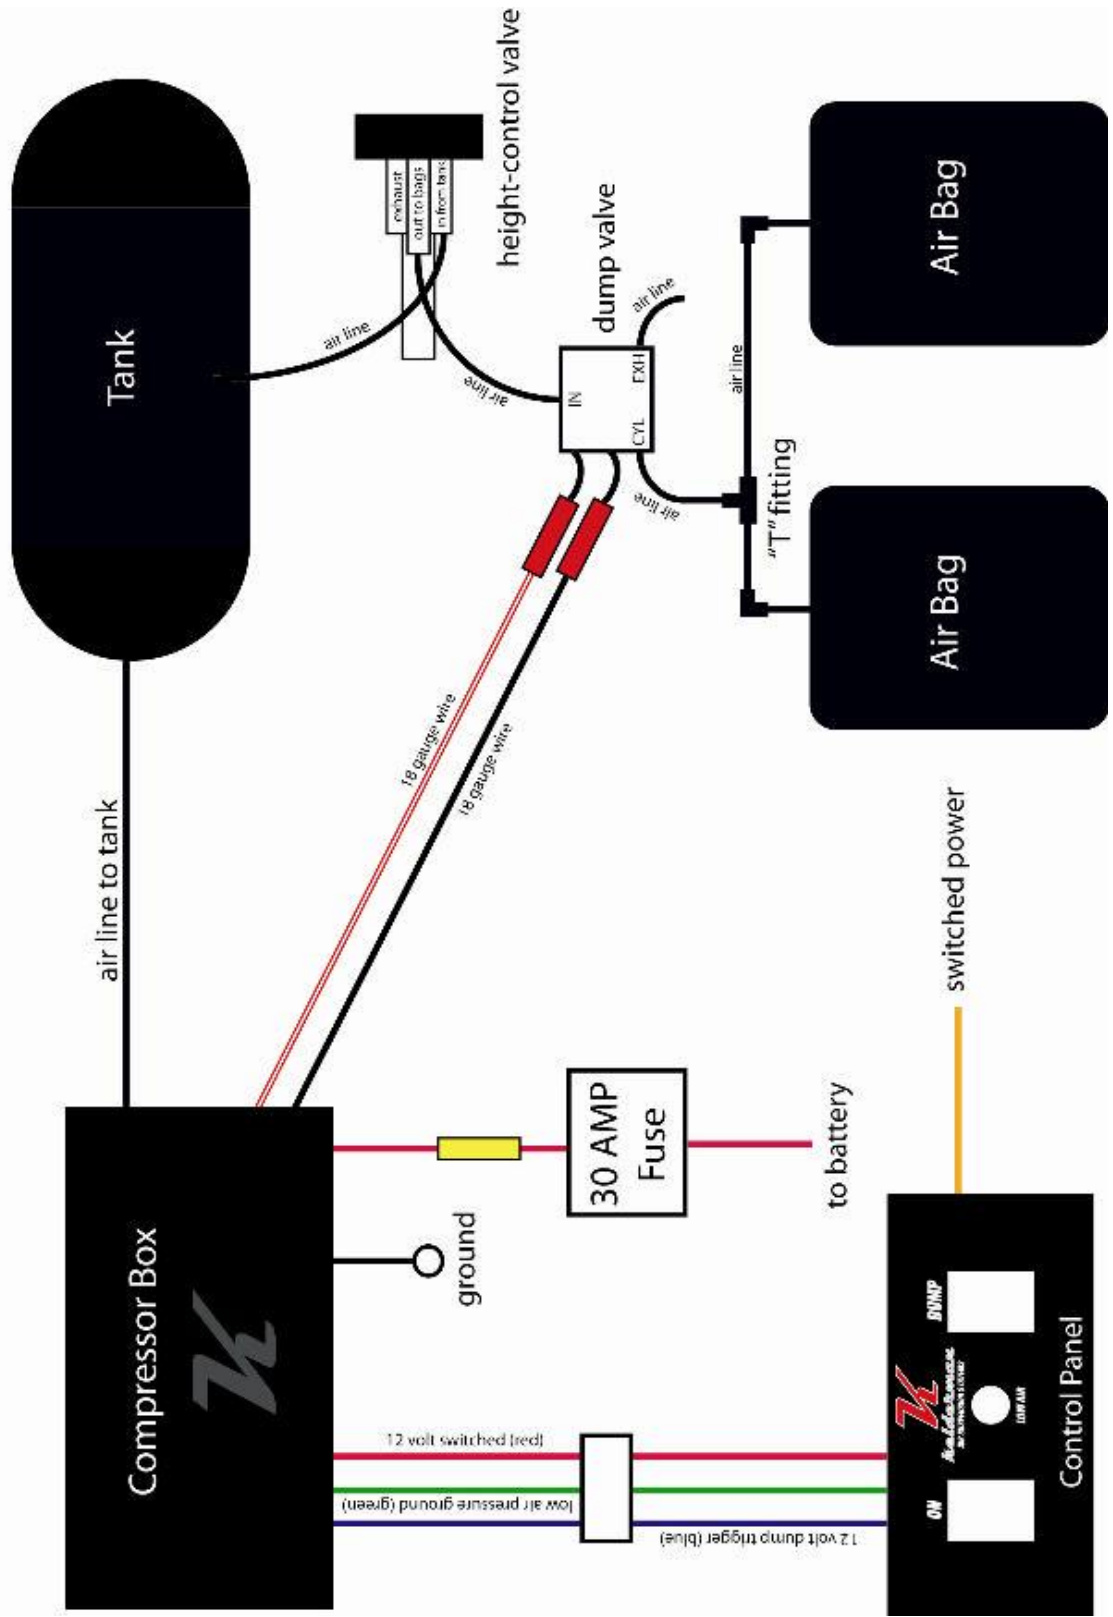 Tank
exhaust
out to bags
in from tank
height-control valve
air line
air line
dump valve
IN
EXH
CYL
air line
air line
air line
"T" fitting
Air Bag
Air Bag
air line to tank
18 gauge wire
18 gauge wire
Compressor Box
ground
30 AMP
Fuse
to battery
switched power
12 volt switched (red)
low air pressure ground (green)
12 volt dump trigger (blue)
ON
DUMP
kelderman
LOW AIR
Control Panel